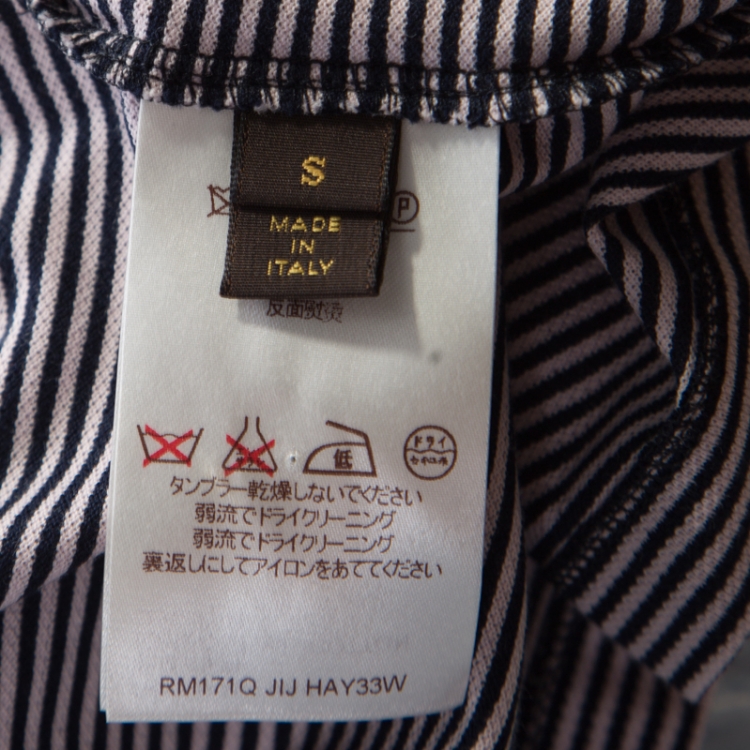 S
P
MADE
IN
ITALY
反面熨烫
低
ドライ
セキユ系
タンブラー乾燥しないでください
弱流でドライクリーニング
弱流でドライクリーニング
裏返しにしてアイロンをあててください
RM171Q JIJ HAY33W